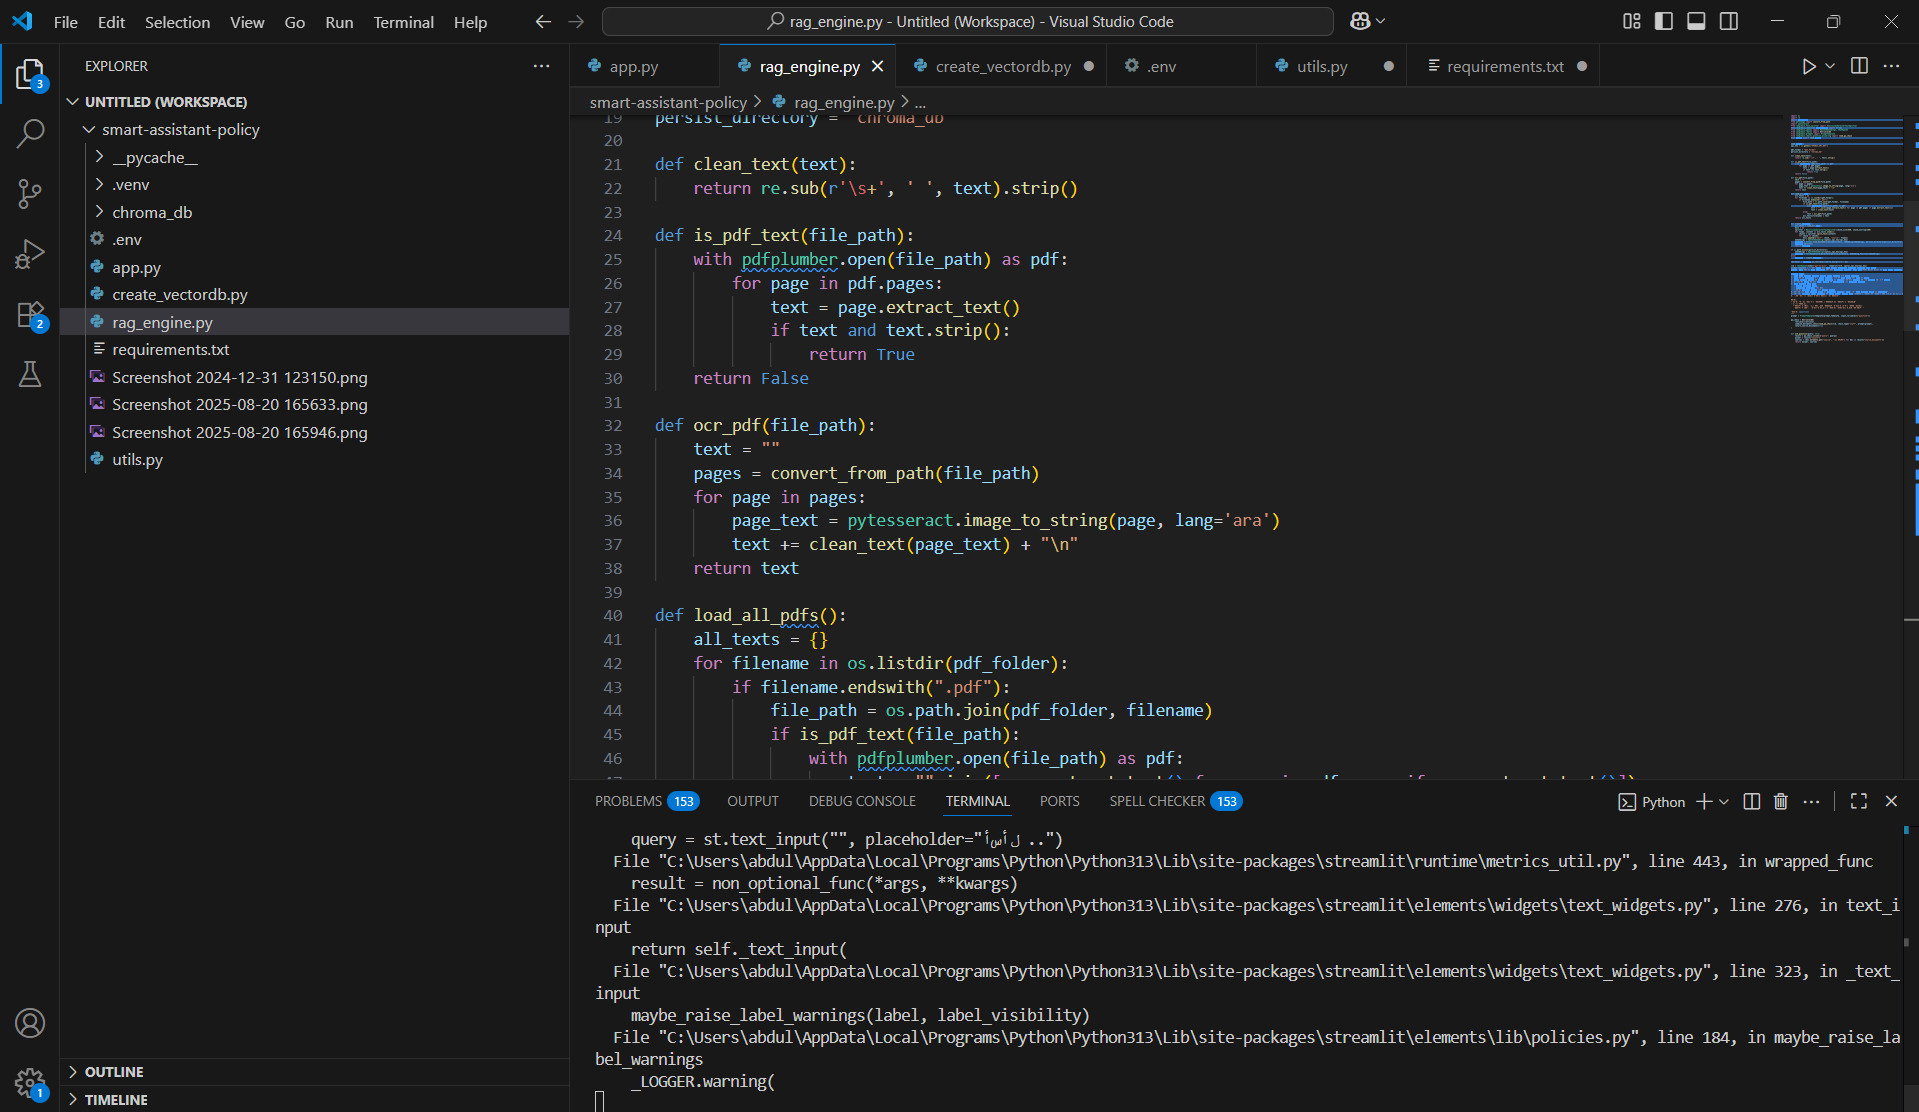 File Edit Selection View Go Run Terminal Help
rag_engine.py - Untitled (Workspace) - Visual Studio Code
EXPLORER
UNTITLED (WORKSPACE)
smart-assistant-policy
__pycache__
.venv
chroma_db
.env
app.py
create_vectordb.py
rag_engine.py
requirements.txt
Screenshot 2024-12-31 123150.png
Screenshot 2025-08-20 165633.png
Screenshot 2025-08-20 165946.png
utils.py
OUTLINE
TIMELINE
3
2
1
app.py rag_engine.py create_vectordb.py .env utils.py requirements.txt
smart-assistant-policy > rag_engine.py > ...
19 persist_directory = "chroma_db"
20
21 def clean_text(text):
22 return re.sub(r'\s+', ' ', text).strip()
23
24 def is_pdf_text(file_path):
25 with pdfplumber.open(file_path) as pdf:
26 for page in pdf.pages:
27 text = page.extract_text()
28 if text and text.strip():
29 return True
30 return False
31
32 def ocr_pdf(file_path):
33 text = ""
34 pages = convert_from_path(file_path)
35 for page in pages:
36 page_text = pytesseract.image_to_string(page, lang='ara')
37 text += clean_text(page_text) + "\n"
38 return text
39
40 def load_all_pdfs():
41 all_texts = {}
42 for filename in os.listdir(pdf_folder):
43 if filename.endswith(".pdf"):
44 file_path = os.path.join(pdf_folder, filename)
45 if is_pdf_text(file_path):
46 with pdfplumber.open(file_path) as pdf:
PROBLEMS 153 OUTPUT DEBUG CONSOLE TERMINAL PORTS SPELL CHECKER 153
Python
query = st.text_input("", placeholder="أسأل ..")
File "C:\Users\abdul\AppData\Local\Programs\Python\Python313\Lib\site-packages\streamlit\runtime\metrics_util.py", line 443, in wrapped_func
result = non_optional_func(*args, **kwargs)
File "C:\Users\abdul\AppData\Local\Programs\Python\Python313\Lib\site-packages\streamlit\elements\widgets\text_widgets.py", line 276, in text_i
nput
return self._text_input(
File "C:\Users\abdul\AppData\Local\Programs\Python\Python313\Lib\site-packages\streamlit\elements\widgets\text_widgets.py", line 323, in _text_
input
maybe_raise_label_warnings(label, label_visibility)
File "C:\Users\abdul\AppData\Local\Programs\Python\Python313\Lib\site-packages\streamlit\elements\lib\policies.py", line 184, in maybe_raise_la
bel_warnings
_LOGGER.warning(